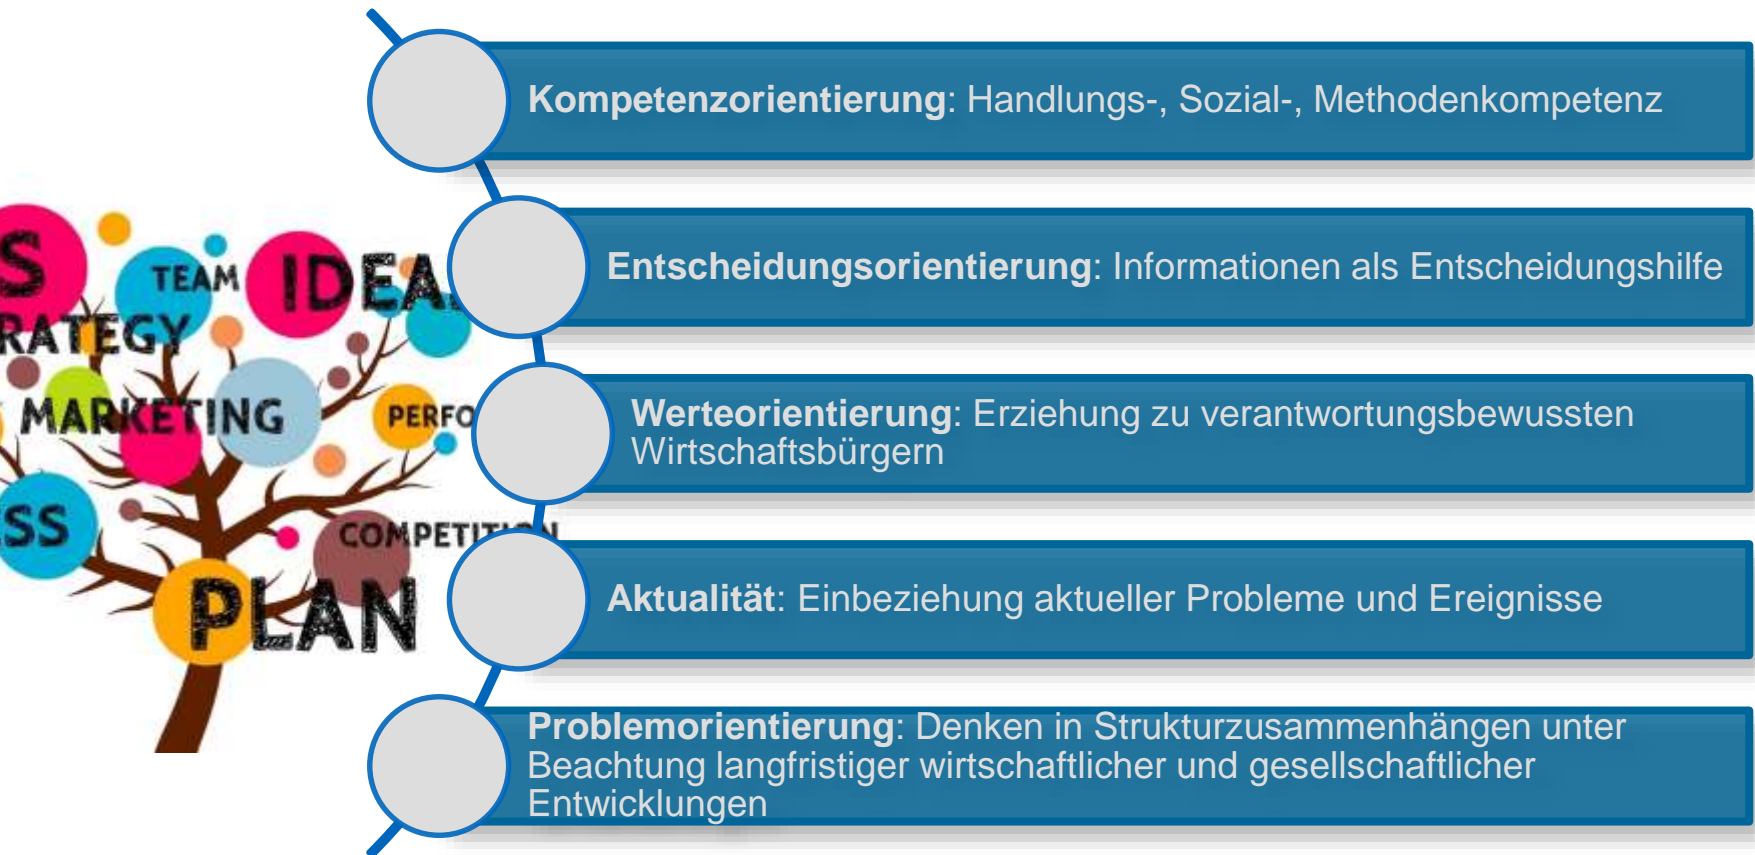 Kompetenzorientierung: Handlungs-, Sozial-, Methodenkompetenz
Entscheidungsorientierung: Informationen als Entscheidungshilfe
Werteorientierung: Erziehung zu verantwortungsbewussten
Wirtschaftsbürgern
Aktualität: Einbeziehung aktueller Probleme und Ereignisse
Problemorientierung: Denken in Strukturzusammenhängen unter
Beachtung langfristiger wirtschaftlicher und gesellschaftlicher
Entwicklungen
S
TEAM
IDEA
RATEGY
MARKETING
PERFO
SS
COMPETITION
PLAN